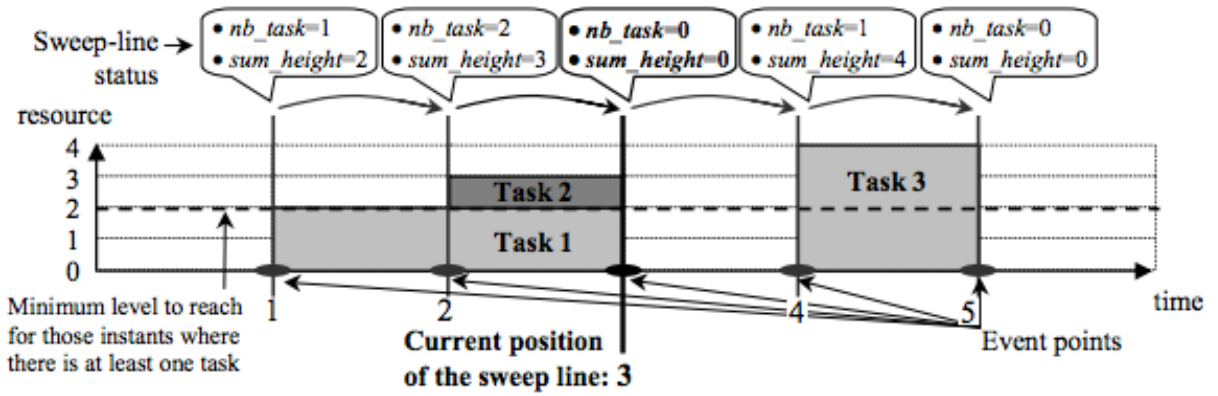 Sweep-line
status
• nb_task=1
• sum_height=2
• nb_task=2
• sum_height=3
• nb_task=0
• sum_height=0
• nb_task=1
• sum_height=4
• nb_task=0
• sum_height=0
resource
4
3
2
1
0
Task 1
Task 2
Task 3
1
2
4
5
time
Minimum level to reach
for those instants where
there is at least one task
Current position
of the sweep line: 3
Event points